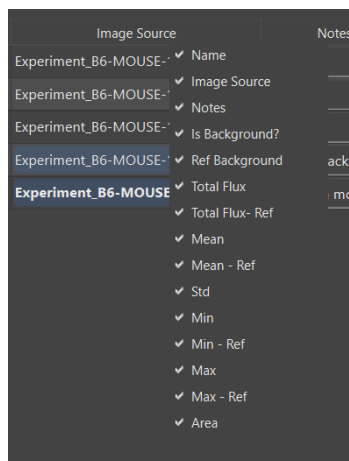 Image Source Notes
Experiment_B6-MOUSE-
Experiment_B6-MOUSE-
Experiment_B6-MOUSE-
Experiment_B6-MOUSE-
Experiment_B6-MOUSE
Name
Image Source
Notes
Is Background?
Ref Background
Total Flux
Total Flux- Ref
Mean
Mean - Ref
Std
Min
Min - Ref
Max
Max - Ref
Area
ack
mo